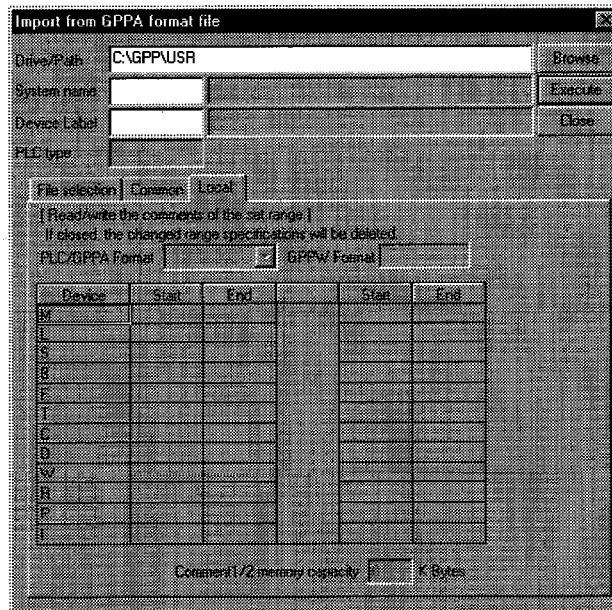 Import from GPPA format file
Drive/Path C:\GPP\USR Browse
System name Execute
Device Label Close
PLC type
File selection Common Local
[ Read/write the comments of the set range ]
If closed, the changed range specifications will be deleted.
PLC/GPPA Format GPPW Format
Device Start End Start End
M
L
S
B
F
T
C
D
W
R
P
I
Comment1/2 memory capacity K Bytes